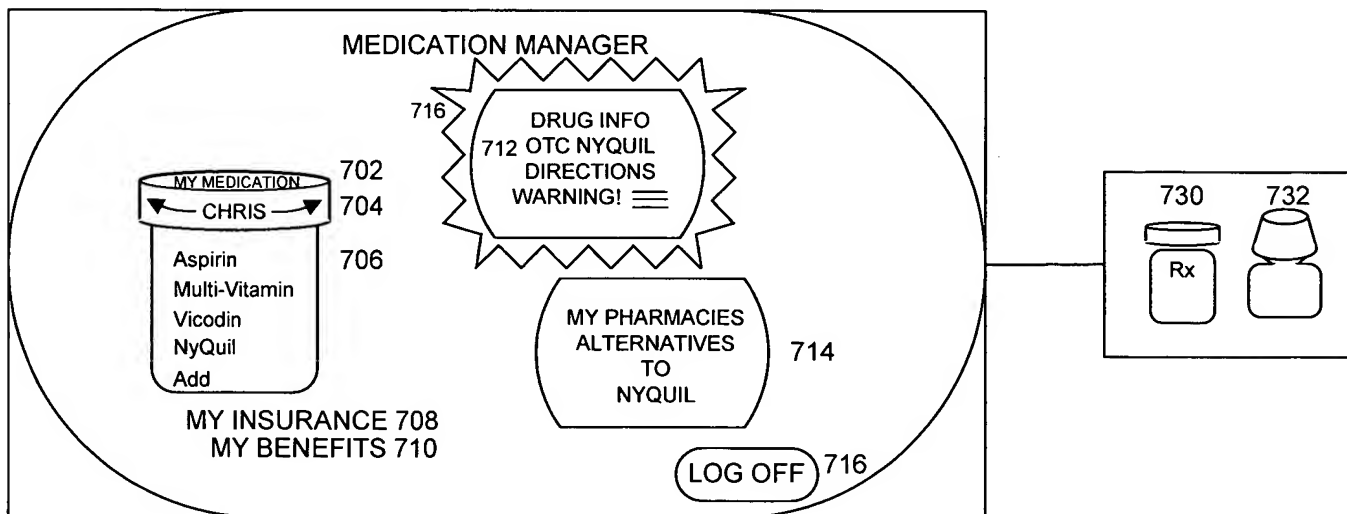 MEDICATION MANAGER
716
712
DRUG INFO
OTC NYQUIL
DIRECTIONS
WARNING!
MY MEDICATION
702
CHRIS
704
Aspirin
706
Multi-Vitamin
Vicodin
NyQuil
Add
MY INSURANCE 708
MY BENEFITS 710
MY PHARMACIES
ALTERNATIVES
TO
NYQUIL
714
LOG OFF
716
730
732
Rx